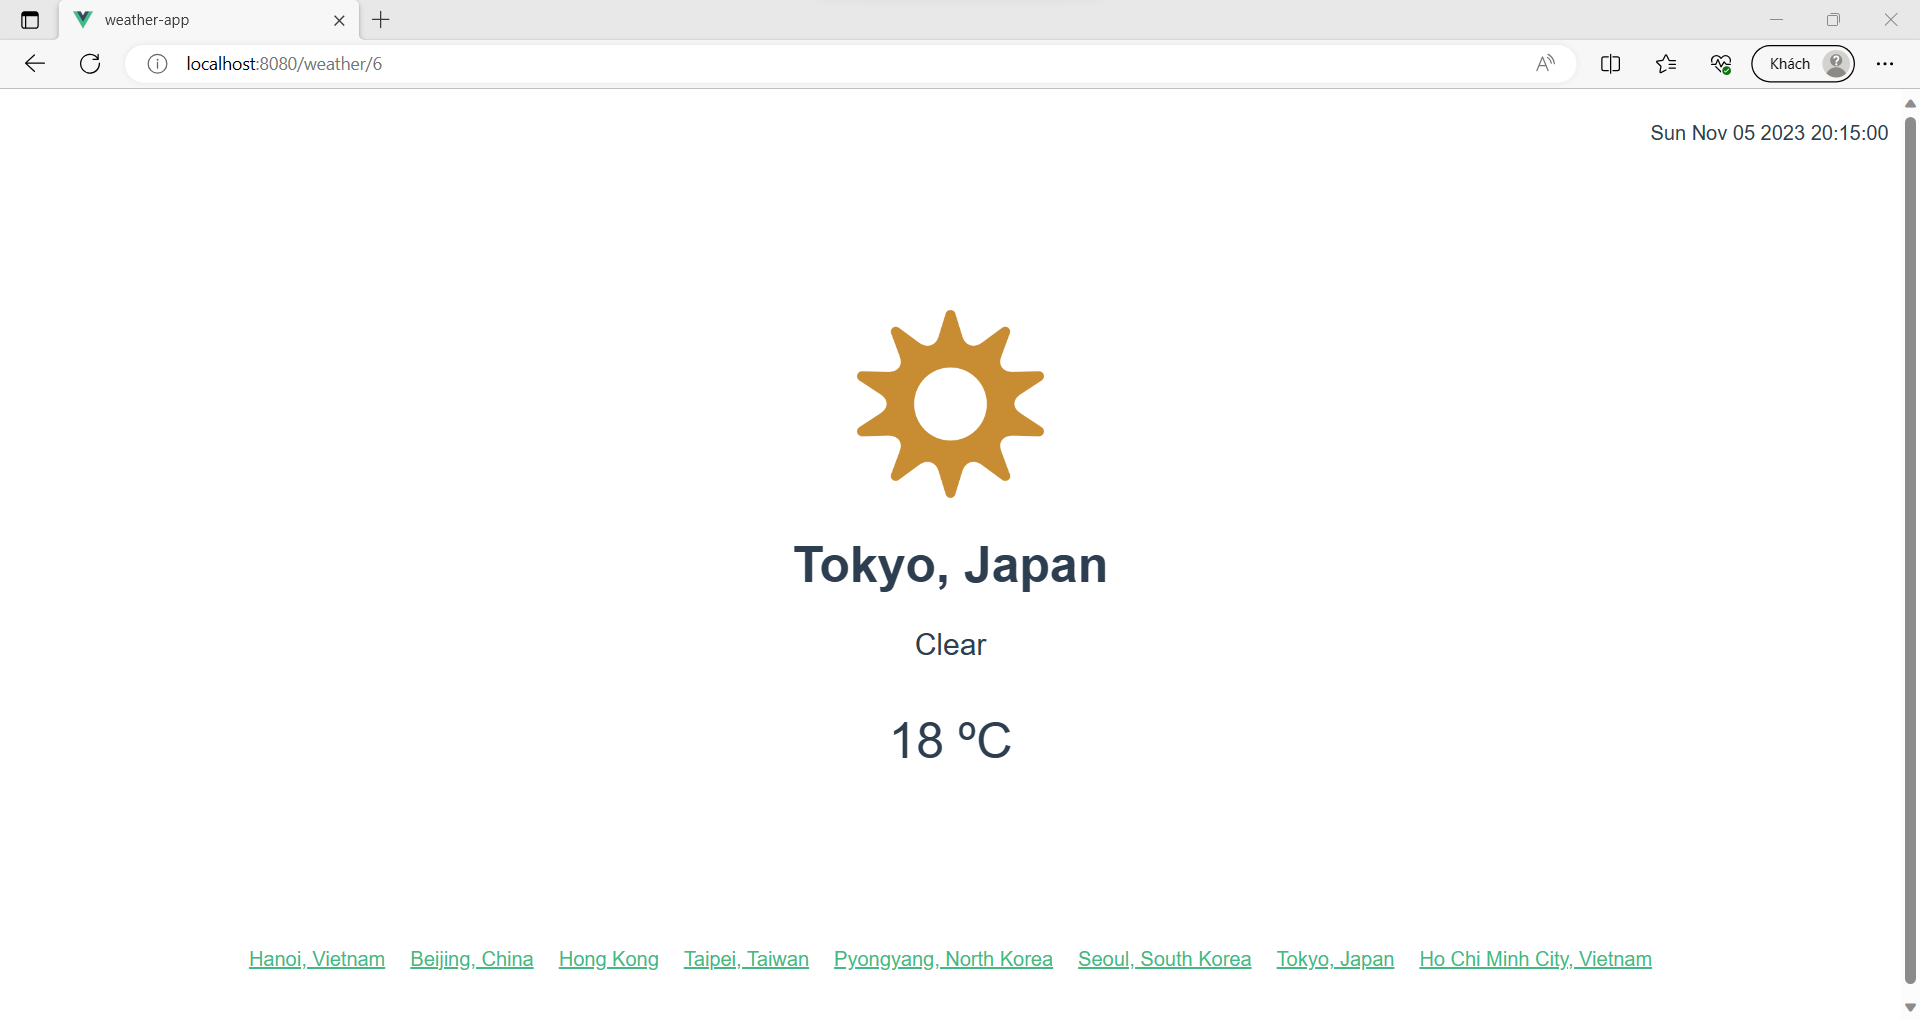 weather-app
localhost:8080/weather/6
Khách
Sun Nov 05 2023 20:15:00
Tokyo, Japan
Clear
18 ºC
Hanoi, Vietnam Beijing, China Hong Kong Taipei, Taiwan Pyongyang, North Korea Seoul, South Korea Tokyo, Japan Ho Chi Minh City, Vietnam